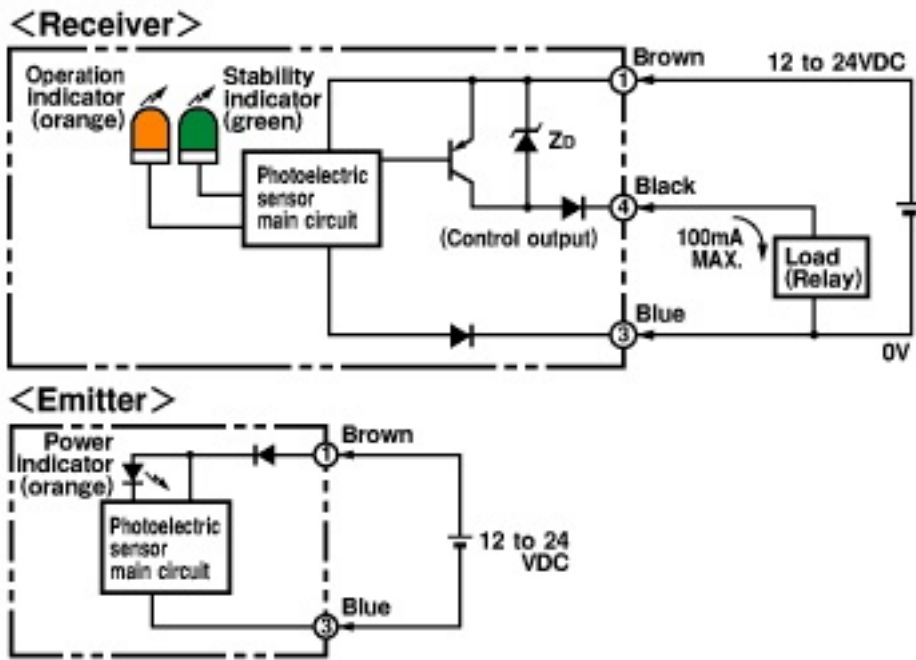 <Receiver>
Operation
indicator
(orange)
Stability
indicator
(green)
Photoelectric
sensor
main circuit
ZD
(Control output)
1
Brown
12 to 24VDC
4
Black
100mA
MAX.
Load
(Relay)
3
Blue
0V
<Emitter>
Power
indicator
(orange)
Photoelectric
sensor
main circuit
1
Brown
12 to 24
VDC
3
Blue